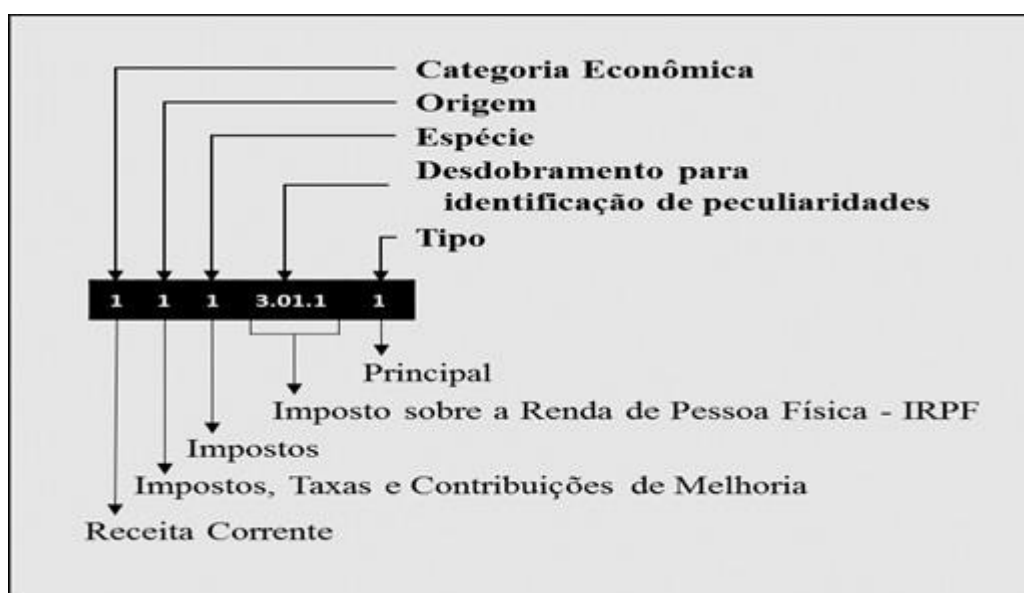 Categoria Econômica
Origem
Espécie
Desdobramento para
identificação de peculiaridades
Tipo
1 1 1 3.01.1 1
Principal
Imposto sobre a Renda de Pessoa Física - IRPF
Impostos
Impostos, Taxas e Contribuições de Melhoria
Receita Corrente